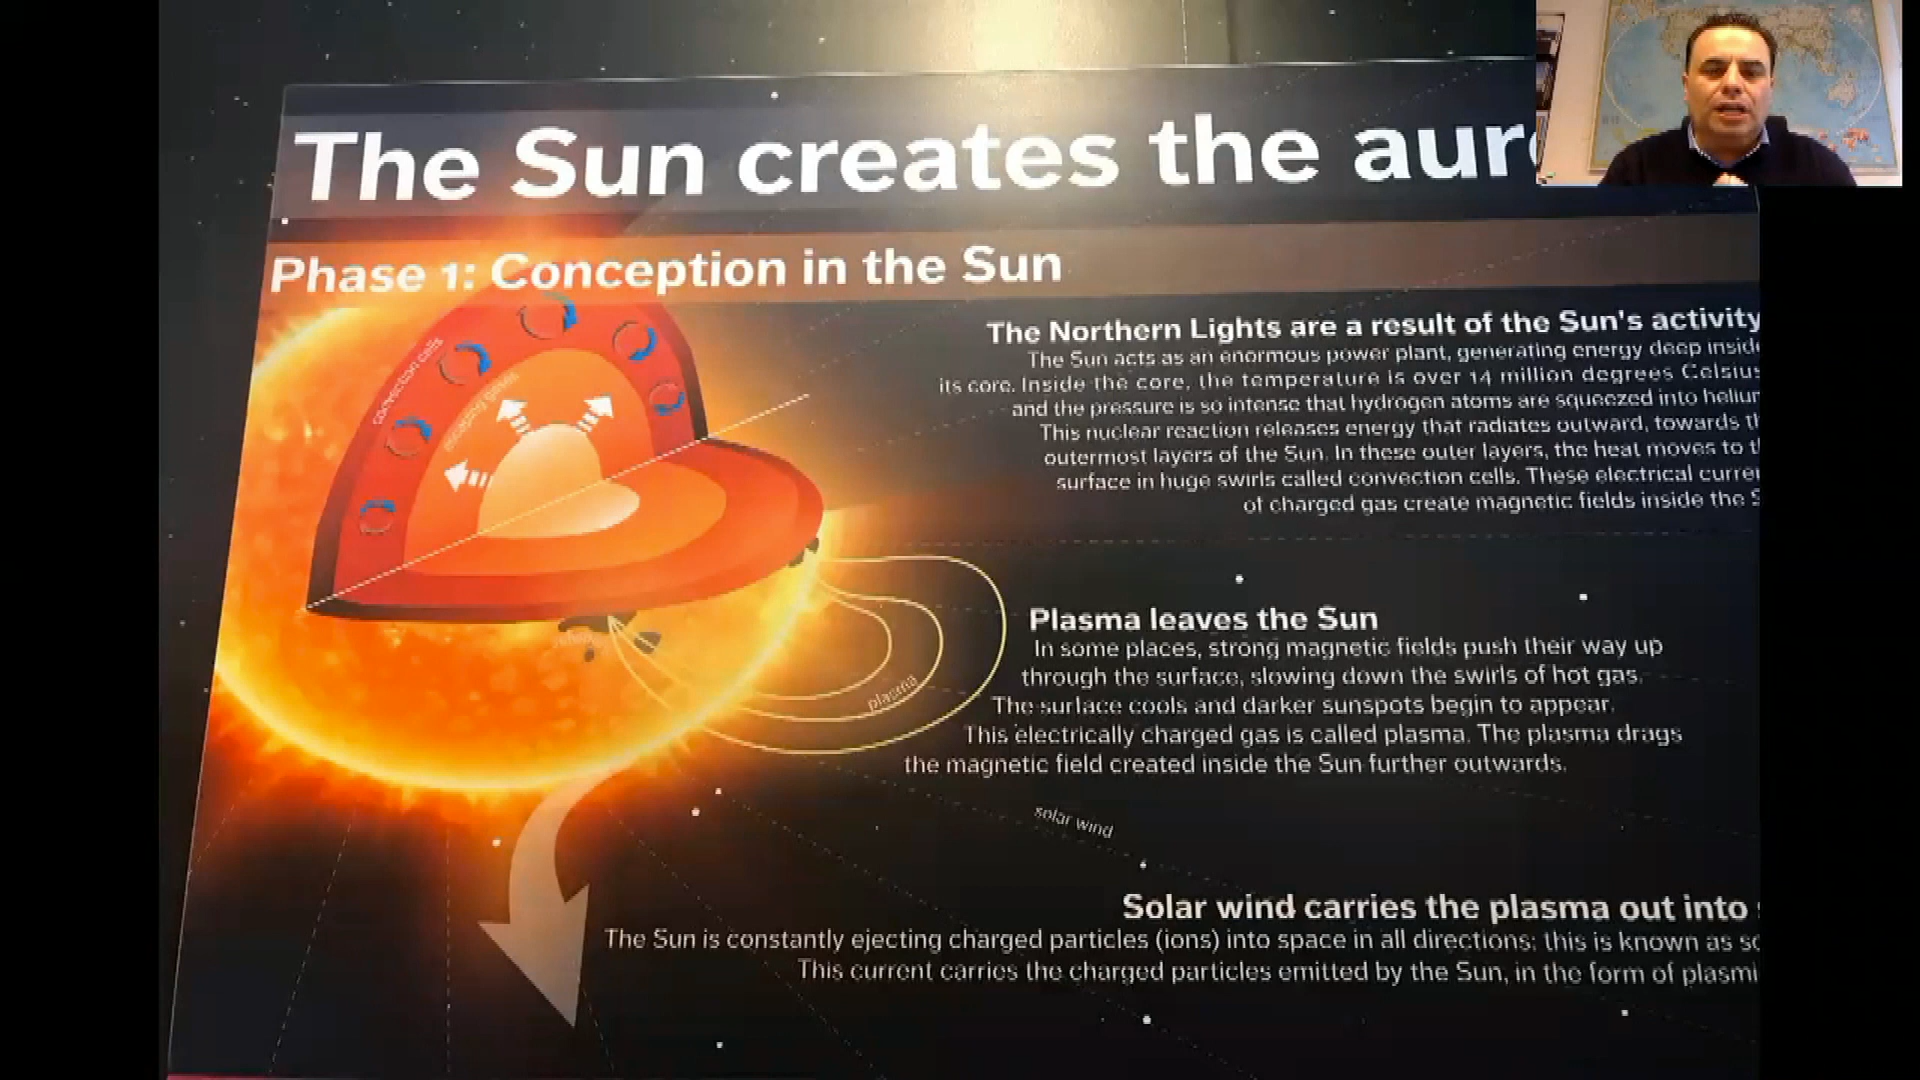 The Sun creates the auro
Phase 1: Conception in the Sun
The Northern Lights are a result of the Sun's activity
The Sun acts as an enormous power plant, generating energy deep inside
its core. Inside the core, the temperature is over 14 million degrees Celsius
and the pressure is so intense that hydrogen atoms are squeezed into helium
This nuclear reaction releases energy that radiates outward, towards th
outermost layers of the Sun. In these outer layers, the heat moves to th
surface in huge swirls called convection cells. These electrical curren
of charged gas create magnetic fields inside the S
convection cells
Plasma leaves the Sun
In some places, strong magnetic fields push their way up
through the surface, slowing down the swirls of hot gas.
The surface cools and darker sunspots begin to appear.
This electrically charged gas is called plasma. The plasma drags
the magnetic field created inside the Sun further outwards.
plasma
solar wind
Solar wind carries the plasma out into
The Sun is constantly ejecting charged particles (ions) into space in all directions; this is known as so
This current carries the charged particles emitted by the Sun, in the form of plasm